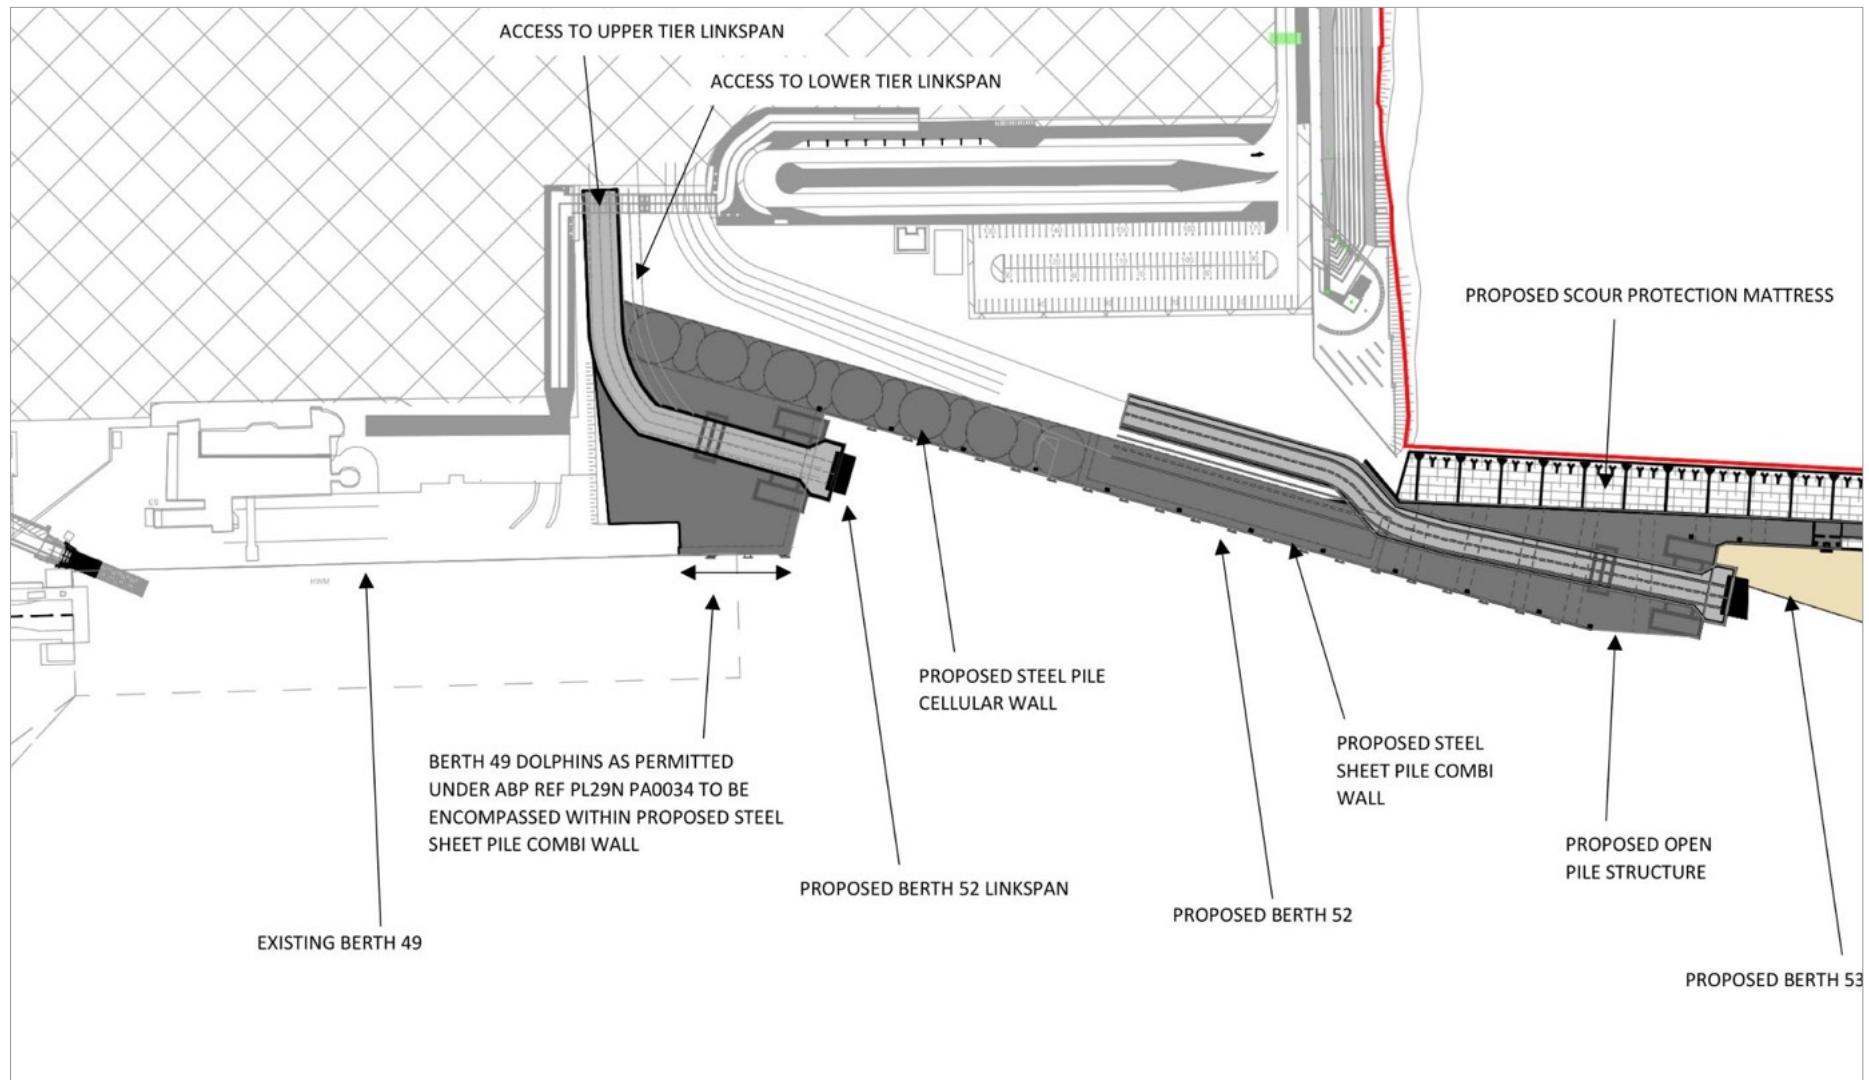 ACCESS TO UPPER TIER LINKSPAN
ACCESS TO LOWER TIER LINKSPAN
PROPOSED SCOUR PROTECTION MATTRESS
HWM
PROPOSED STEEL PILE
CELLULAR WALL
PROPOSED STEEL
SHEET PILE COMBI
WALL
BERTH 49 DOLPHINS AS PERMITTED
UNDER ABP REF PL29N PA0034 TO BE
ENCOMPASSED WITHIN PROPOSED STEEL
SHEET PILE COMBI WALL
PROPOSED OPEN
PILE STRUCTURE
PROPOSED BERTH 52 LINKSPAN
PROPOSED BERTH 52
EXISTING BERTH 49
PROPOSED BERTH 53